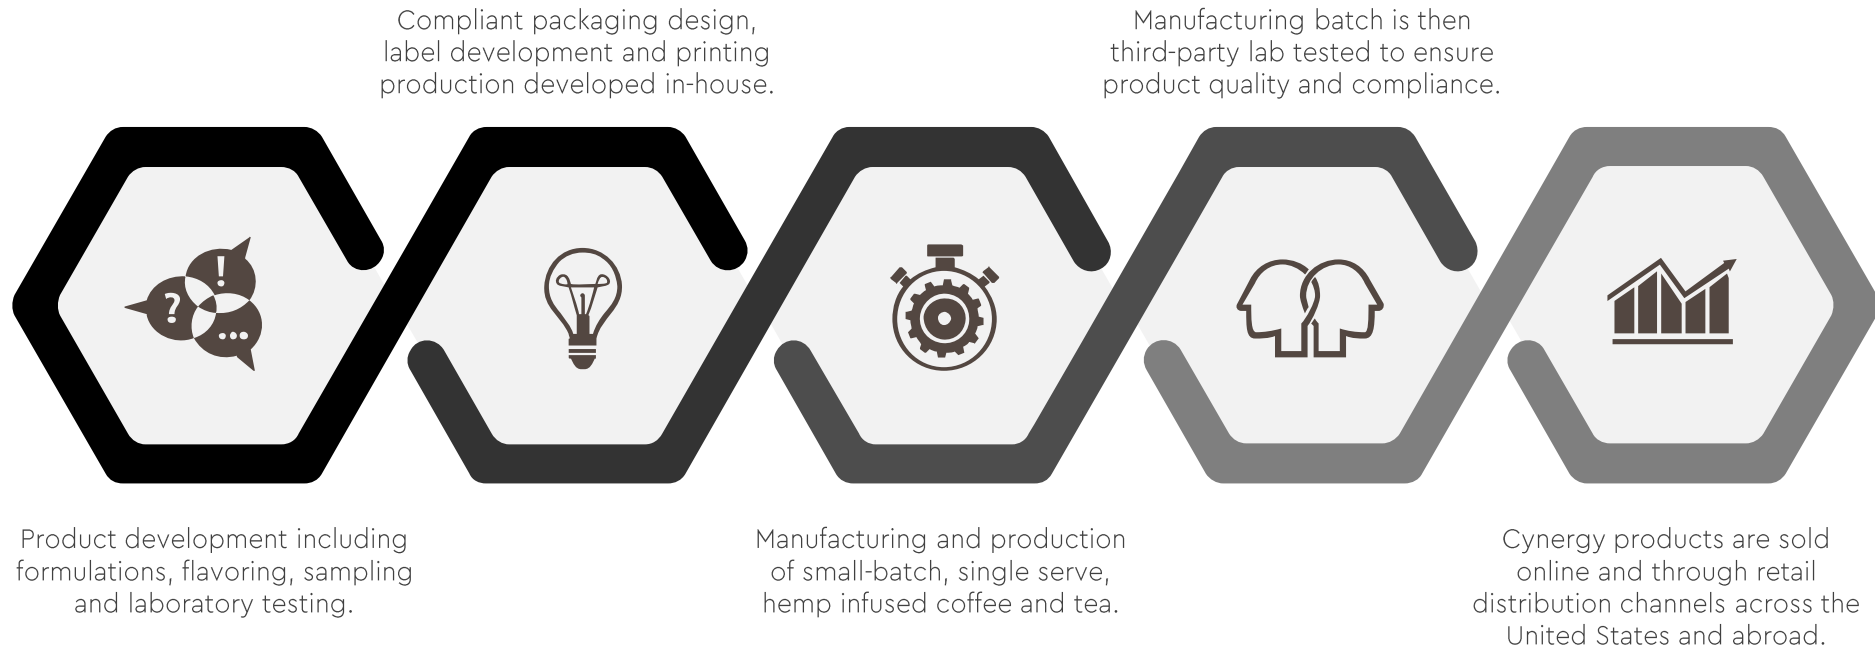 Compliant packaging design,
label development and printing
production developed in-house.
Manufacturing batch is then
third-party lab tested to ensure
product quality and compliance.
!
?
...
Product development including
formulations, flavoring, sampling
and laboratory testing.
Manufacturing and production
of small-batch, single serve,
hemp infused coffee and tea.
Cynergy products are sold
online and through retail
distribution channels across the
United States and abroad.